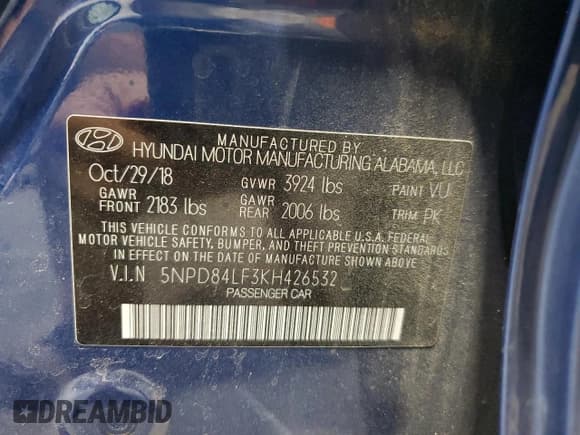 MANUFACTURED BY
HYUNDAI MOTOR MANUFACTURING ALABAMA, LLC
Oct/29/18 GVWR 3924 lbs PAINT VU
GAWR FRONT 2183 lbs GAWR REAR 2006 lbs TRIM PK
THIS VEHICLE CONFORMS TO ALL APPLICABLE U.S.A. FEDERAL
MOTOR VEHICLE SAFETY, BUMPER, AND THEFT PREVENTION STANDARDS
IN EFFECT ON THE DATE OF MANUFACTURE SHOWN ABOVE.
V.I.N 5NPD84LF3KH426532
PASSENGER CAR
DREAMBID